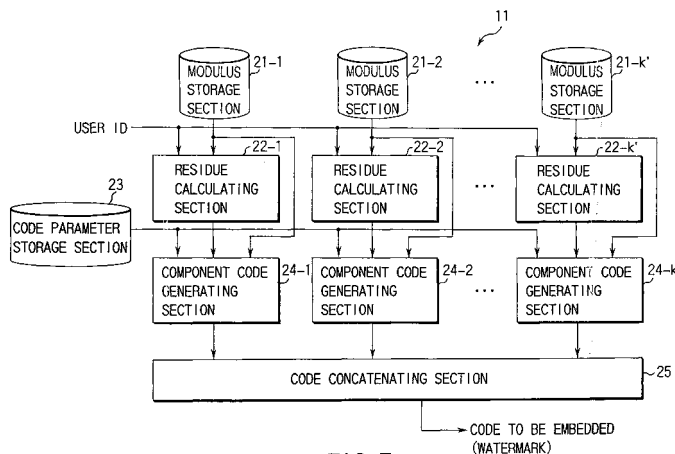 11
MODULUS STORAGE SECTION
21-1
MODULUS STORAGE SECTION
21-2
...
MODULUS STORAGE SECTION
21-k'
USER ID
22-1
RESIDUE CALCULATING SECTION
22-2
RESIDUE CALCULATING SECTION
...
22-k'
RESIDUE CALCULATING SECTION
23
CODE PARAMETER STORAGE SECTION
COMPONENT CODE GENERATING SECTION
24-1
COMPONENT CODE GENERATING SECTION
24-2
...
COMPONENT CODE GENERATING SECTION
24-k
CODE CONCATENATING SECTION
25
CODE TO BE EMBEDDED
(WATERMARK)